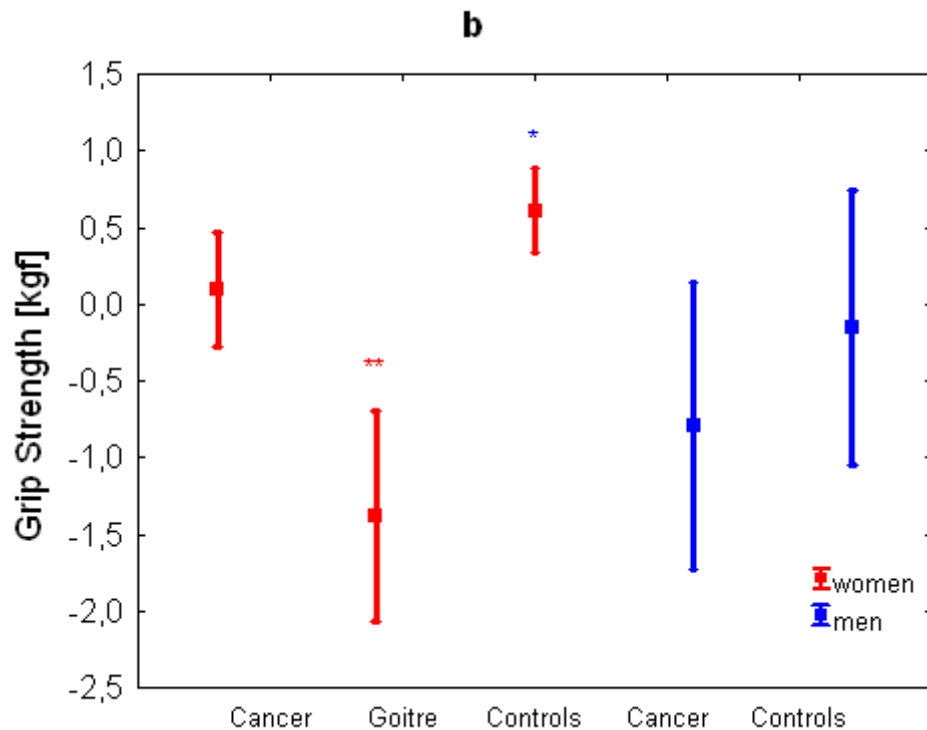 b
Grip Strength [kgf]
1,5
1,0
0,5
0,0
-0,5
-1,0
-1,5
-2,0
-2,5
*
**
women
men
Cancer Goitre Controls Cancer Controls